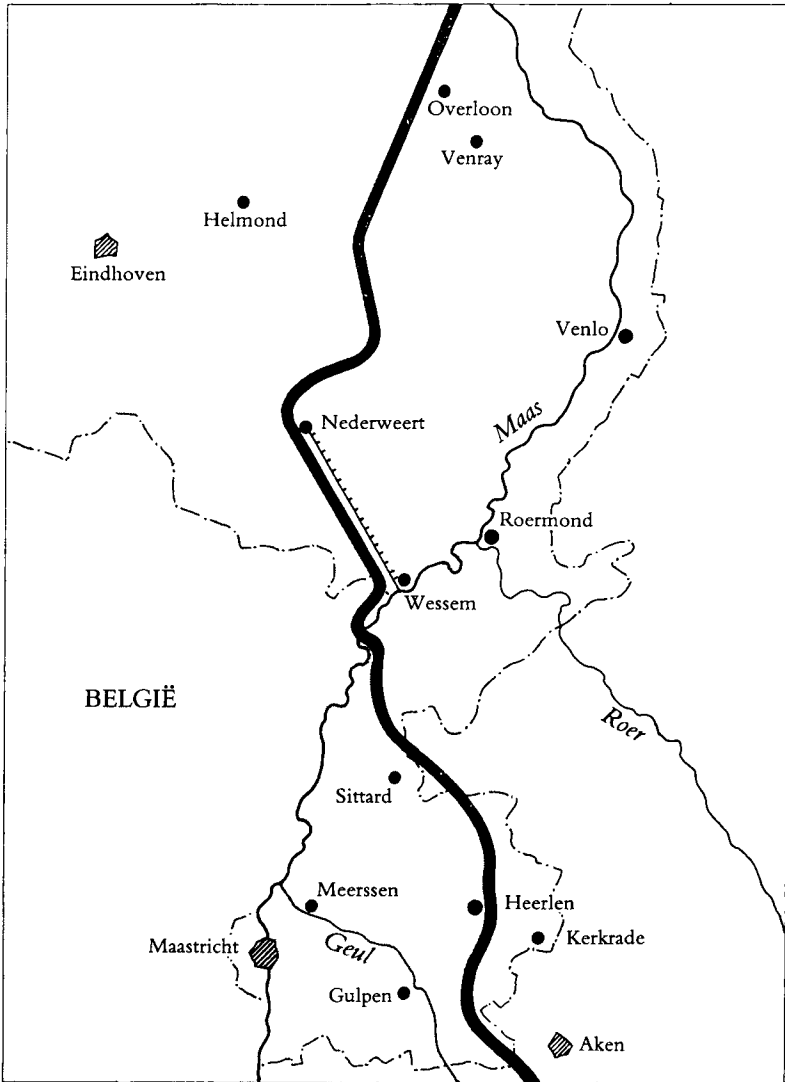 Overloon
Venray
Helmond
Eindhoven
Venlo
Maas
Nederweert
Roermond
Wessem
BELGIË
Roer
Sittard
Meerssen
Heerlen
Maastricht
Geul
Kerkrade
Gulpen
Aken